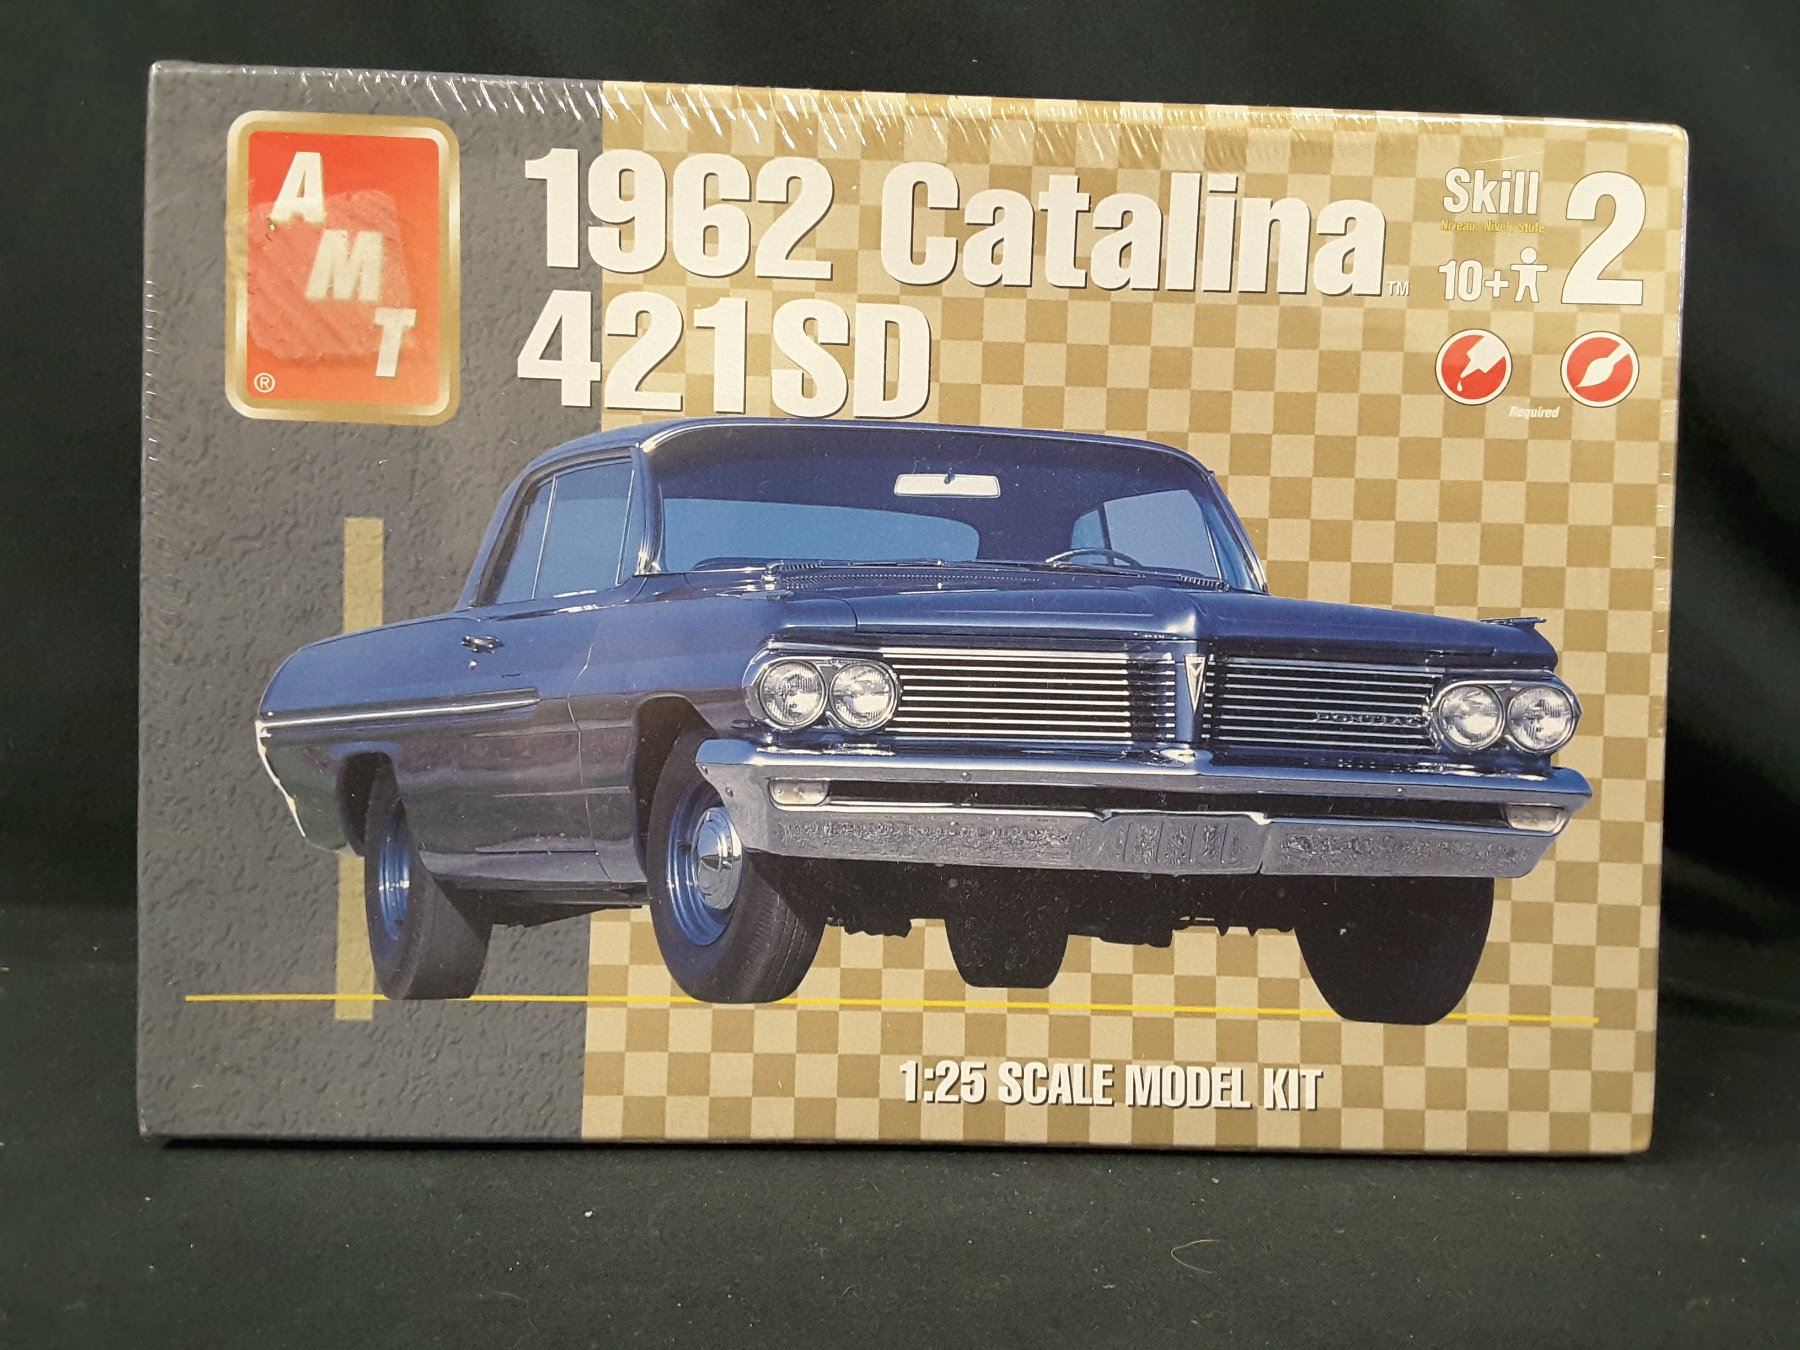 AMT
®
1962 Catalina™
421SD
Skill 2
Niveau / Nivel / Stufe
10+
Required
PONTIAC
1:25 SCALE MODEL KIT